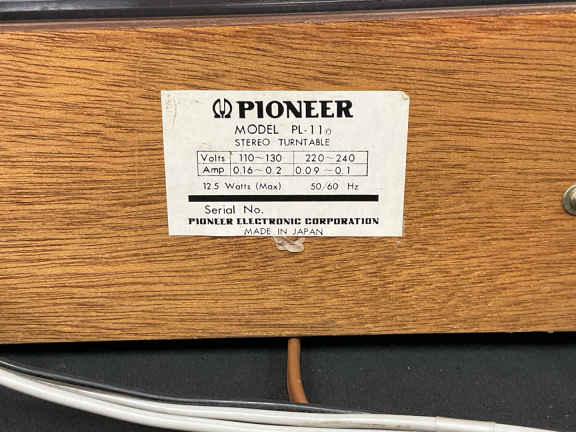 PIONEER
MODEL PL-11
STEREO TURNTABLE
Volts 110~130 220~240
Amp 0.16~0.2 0.09~0.1
12.5 Watts (Max) 50/60 Hz
Serial No.
PIONEER ELECTRONIC CORPORATION
MADE IN JAPAN